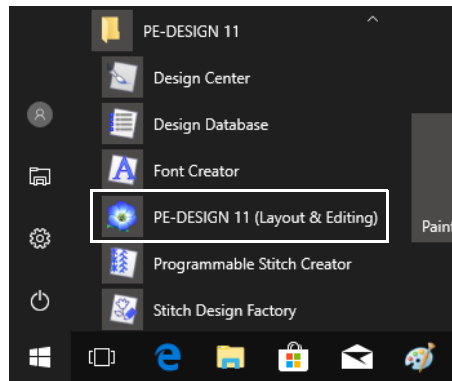 PE-DESIGN 11
Design Center
Design Database
Font Creator
PE-DESIGN 11 (Layout & Editing)
Programmable Stitch Creator
Stitch Design Factory